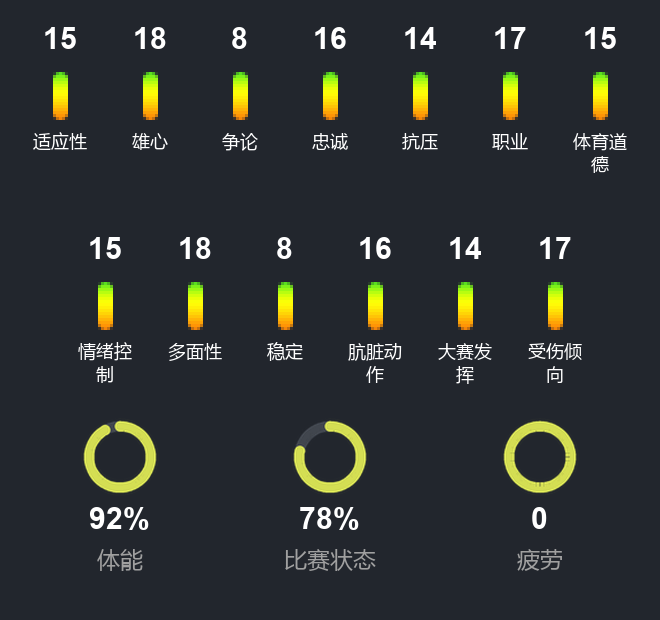 15 18 8 16 14 17 15
适应性 雄心 争论 忠诚 抗压 职业 体育道
德
15 18 8 16 14 17
情绪控 多面性 稳定 肮脏动 大赛发 受伤倾
制 作 挥 向
92% 78% 0
体能 比赛状态 疲劳